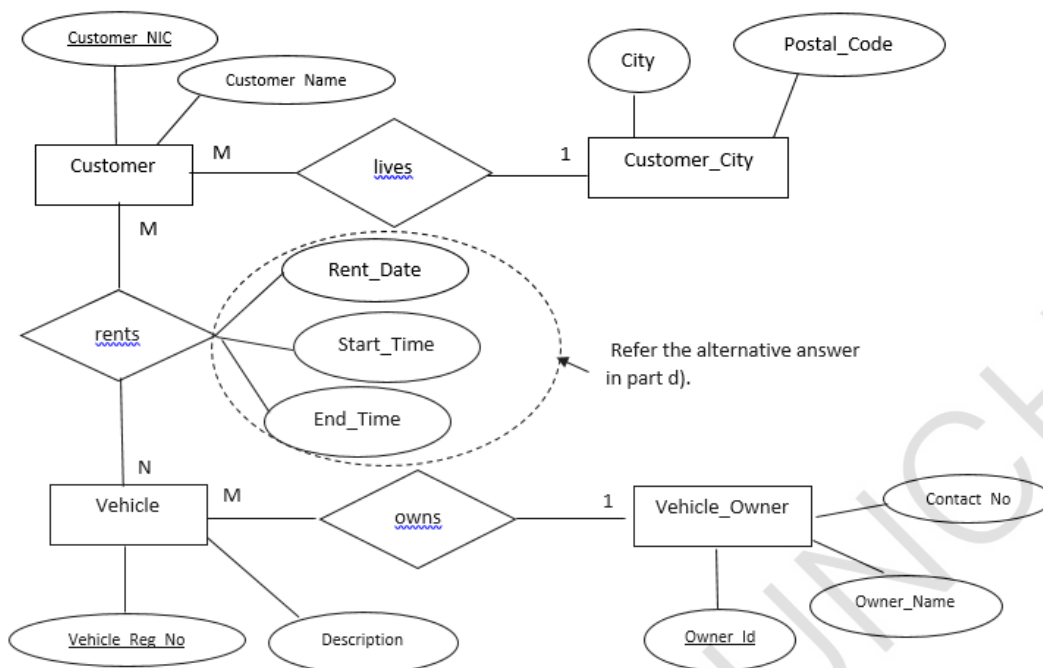 Customer_NIC
Customer_Name
City
Postal_Code
Customer
M
lives
1
Customer_City
M
Rent_Date
rents
Start_Time
Refer the alternative answer
in part d).
End_Time
N
Vehicle
M
owns
1
Vehicle_Owner
Contact_No
Vehicle_Reg_No
Description
Owner_Id
Owner_Name